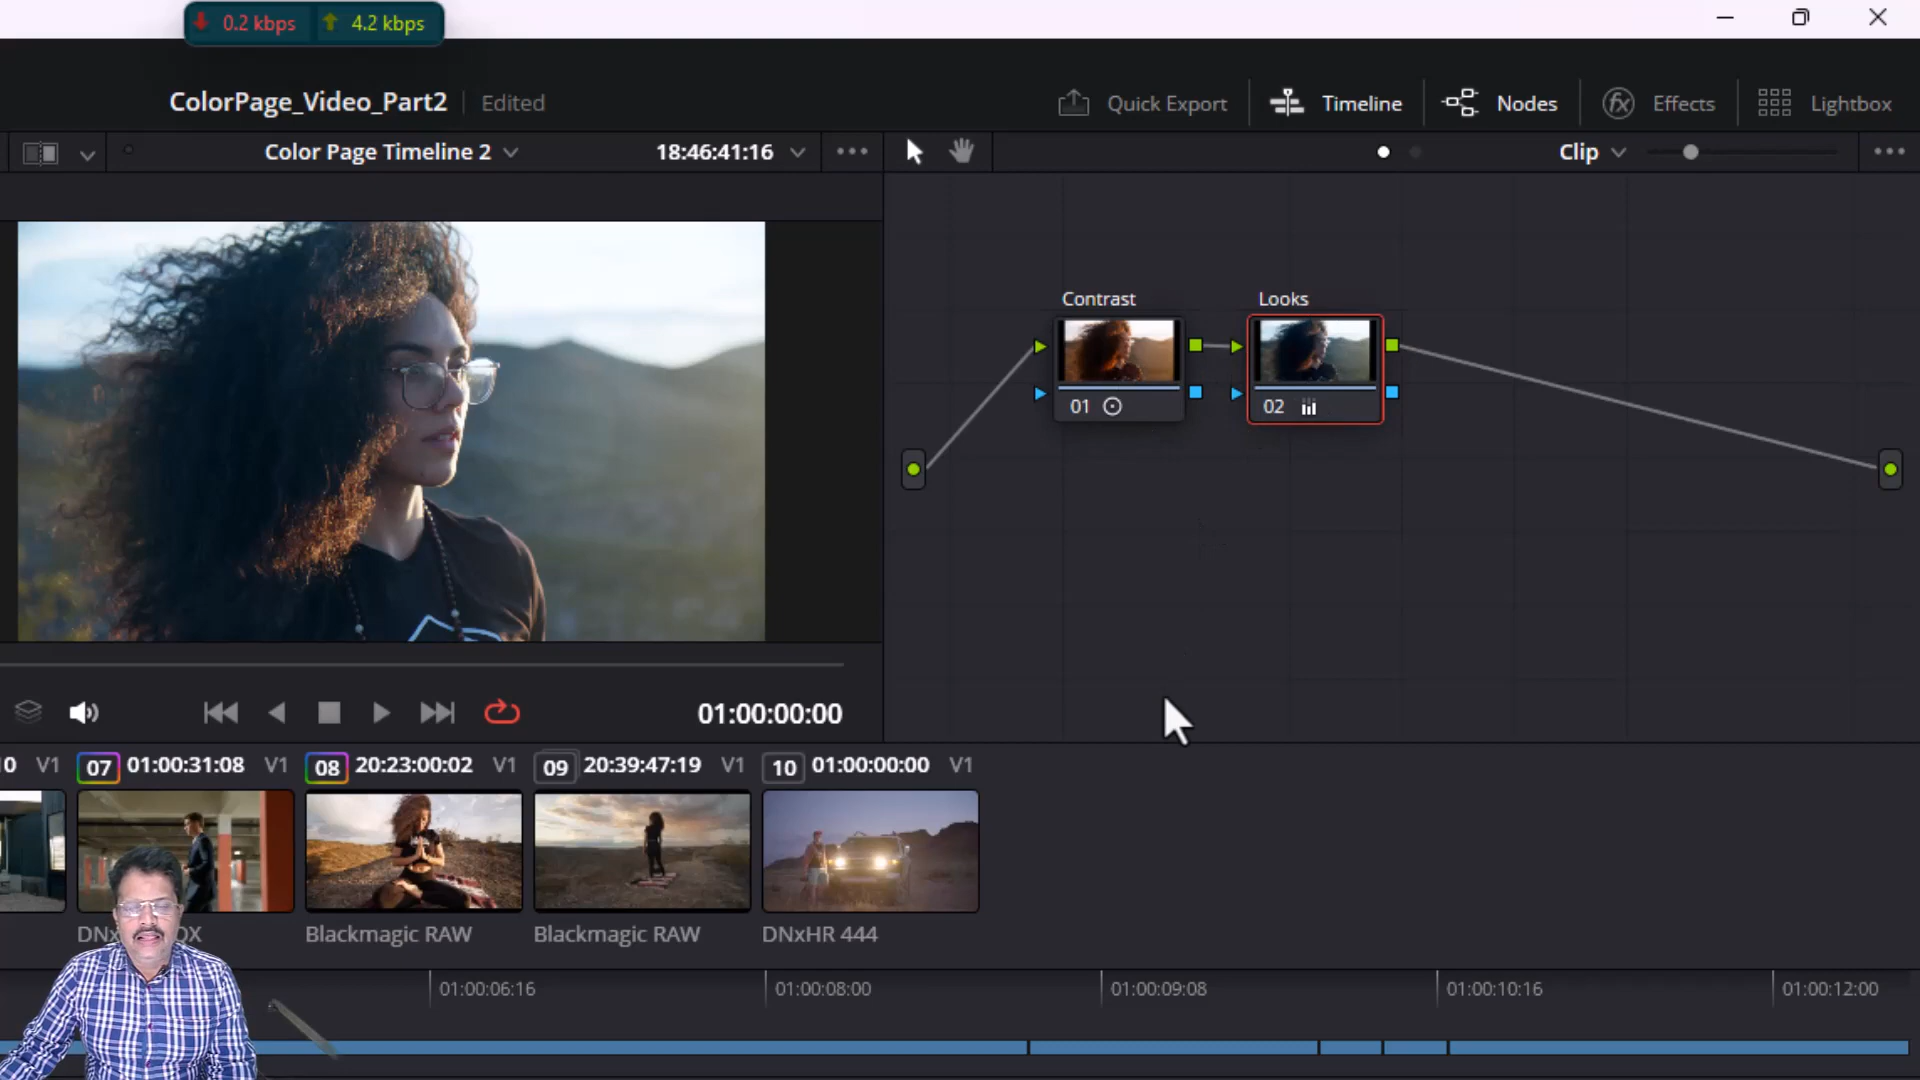 0.2 kbps 4.2 kbps
ColorPage_Video_Part2 Edited
Quick Export Timeline Nodes Effects Lightbox
Color Page Timeline 2 18:46:41:16 Clip
Contrast Looks
01 02
01:00:00:00
0 V1 07 01:00:31:08 V1 08 20:23:00:02 V1 09 20:39:47:19 V1 10 01:00:00:00 V1
Blackmagic RAW Blackmagic RAW DNxHR 444
01:00:06:16 01:00:08:00 01:00:09:08 01:00:10:16 01:00:12:00